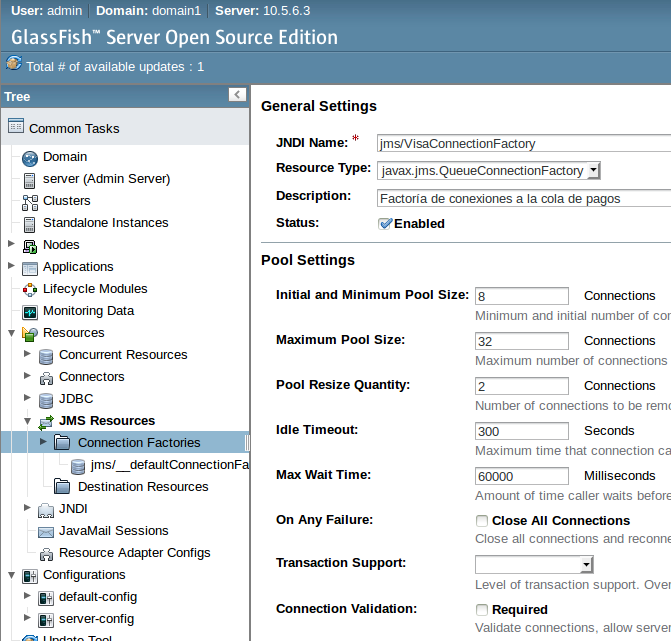 User: admin Domain: domain1 Server: 10.5.6.3
GlassFish™ Server Open Source Edition
Total # of available updates : 1
Tree
Common Tasks
Domain
server (Admin Server)
Clusters
Standalone Instances
Nodes
Applications
Lifecycle Modules
Monitoring Data
Resources
Concurrent Resources
Connectors
JDBC
JMS Resources
Connection Factories
jms/__defaultConnectionFa
Destination Resources
JNDI
JavaMail Sessions
Resource Adapter Configs
Configurations
default-config
server-config
Update Tool
General Settings
JNDI Name: * jms/VisaConnectionFactory
Resource Type: javax.jms.QueueConnectionFactory
Description: Factoría de conexiones a la cola de pagos
Status: Enabled
Pool Settings
Initial and Minimum Pool Size: 8 Connections
Minimum and initial number of con
Maximum Pool Size: 32 Connections
Maximum number of connections
Pool Resize Quantity: 2 Connections
Number of connections to be remo
Idle Timeout: 300 Seconds
Maximum time that connection ca
Max Wait Time: 60000 Milliseconds
Amount of time caller waits before
On Any Failure: Close All Connections
Close all connections and reconne
Transaction Support:
Level of transaction support. Over
Connection Validation: Required
Validate connections, allow server